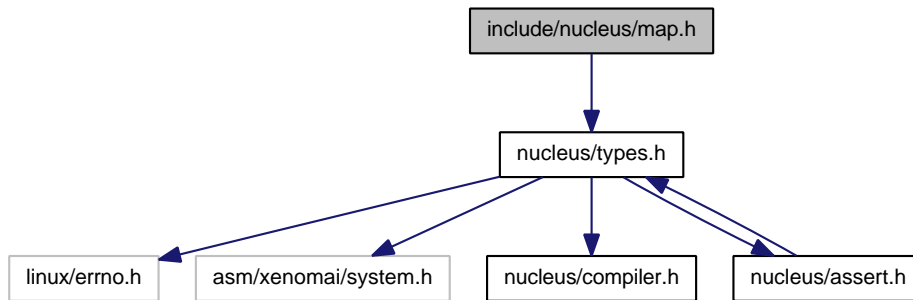 include/nucleus/map.h
nucleus/types.h
linux/errno.h
asm/xenomai/system.h
nucleus/compiler.h
nucleus/assert.h